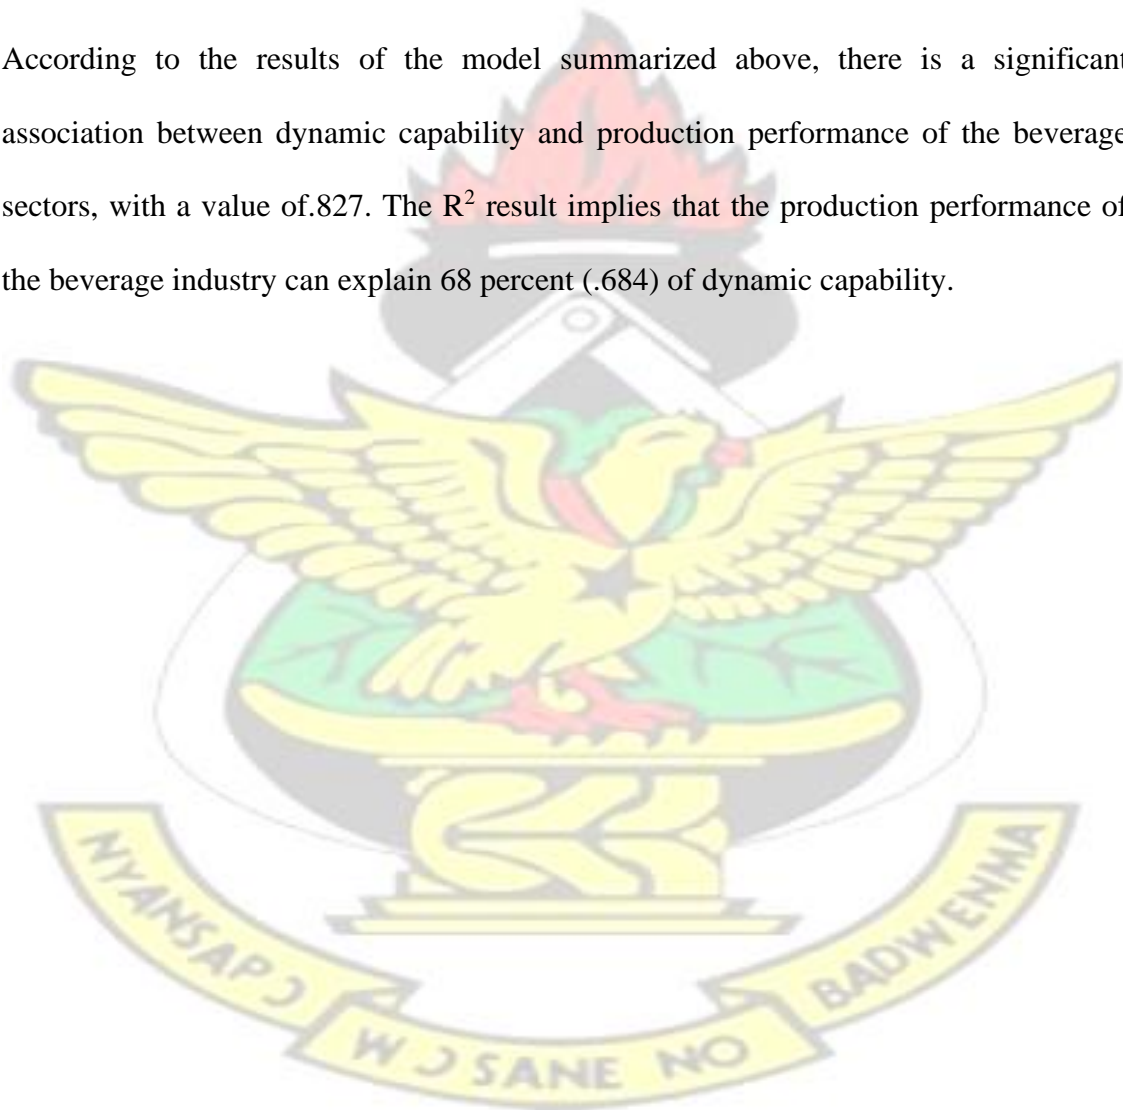 According to the results of the model summarized above, there is a significant
association between dynamic capability and production performance of the beverage
sectors, with a value of.827. The R² result implies that the production performance of
the beverage industry can explain 68 percent (.684) of dynamic capability.
NYANSAPƆ
WƆ SANE NO
BADWENMA